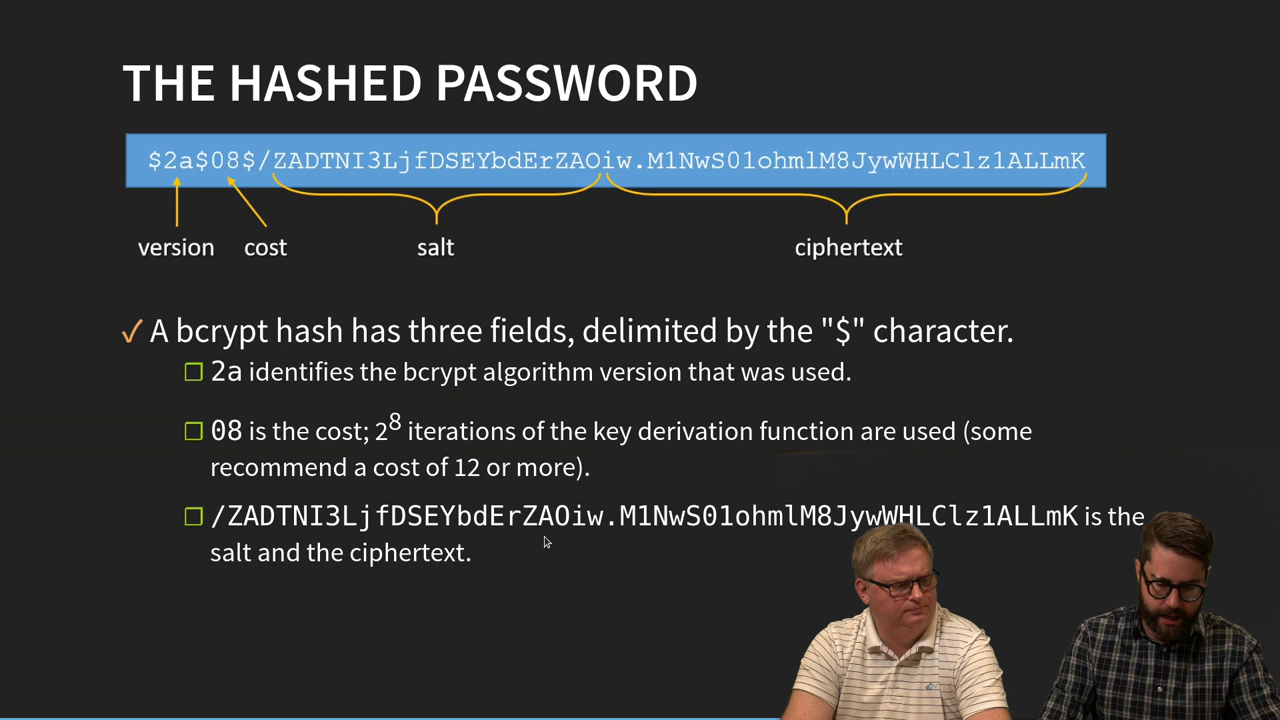 THE HASHED PASSWORD
$2a$08$/ZADTNI3LjfDSEYbdErZAOiw.M1NwS01ohmlM8JywWHLClz1ALLmK
version cost salt ciphertext
✓ A bcrypt hash has three fields, delimited by the "$" character.
❒ 2a identifies the bcrypt algorithm version that was used.
❒ 08 is the cost; 2⁸ iterations of the key derivation function are used (some
recommend a cost of 12 or more).
❒ /ZADTNI3LjfDSEYbdErZAOiw.M1NwS01ohmlM8JywWHLClz1ALLmK is the
salt and the ciphertext.